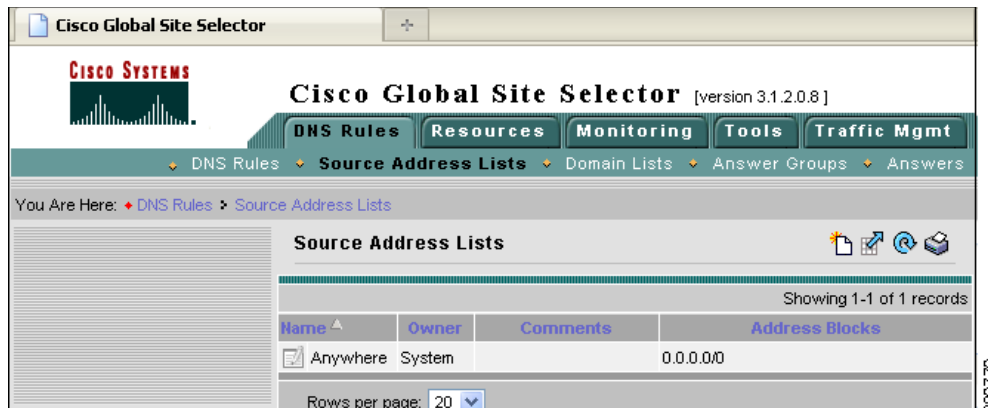 Cisco Global Site Selector
CISCO SYSTEMS
Cisco Global Site Selector [version 3.1.2.0.8]
DNS Rules Resources Monitoring Tools Traffic Mgmt
DNS Rules Source Address Lists Domain Lists Answer Groups Answers
You Are Here: DNS Rules Source Address Lists
Source Address Lists
Showing 1-1 of 1 records
Name Owner Comments Address Blocks
Anywhere System 0.0.0.0/0
Rows per page: 20